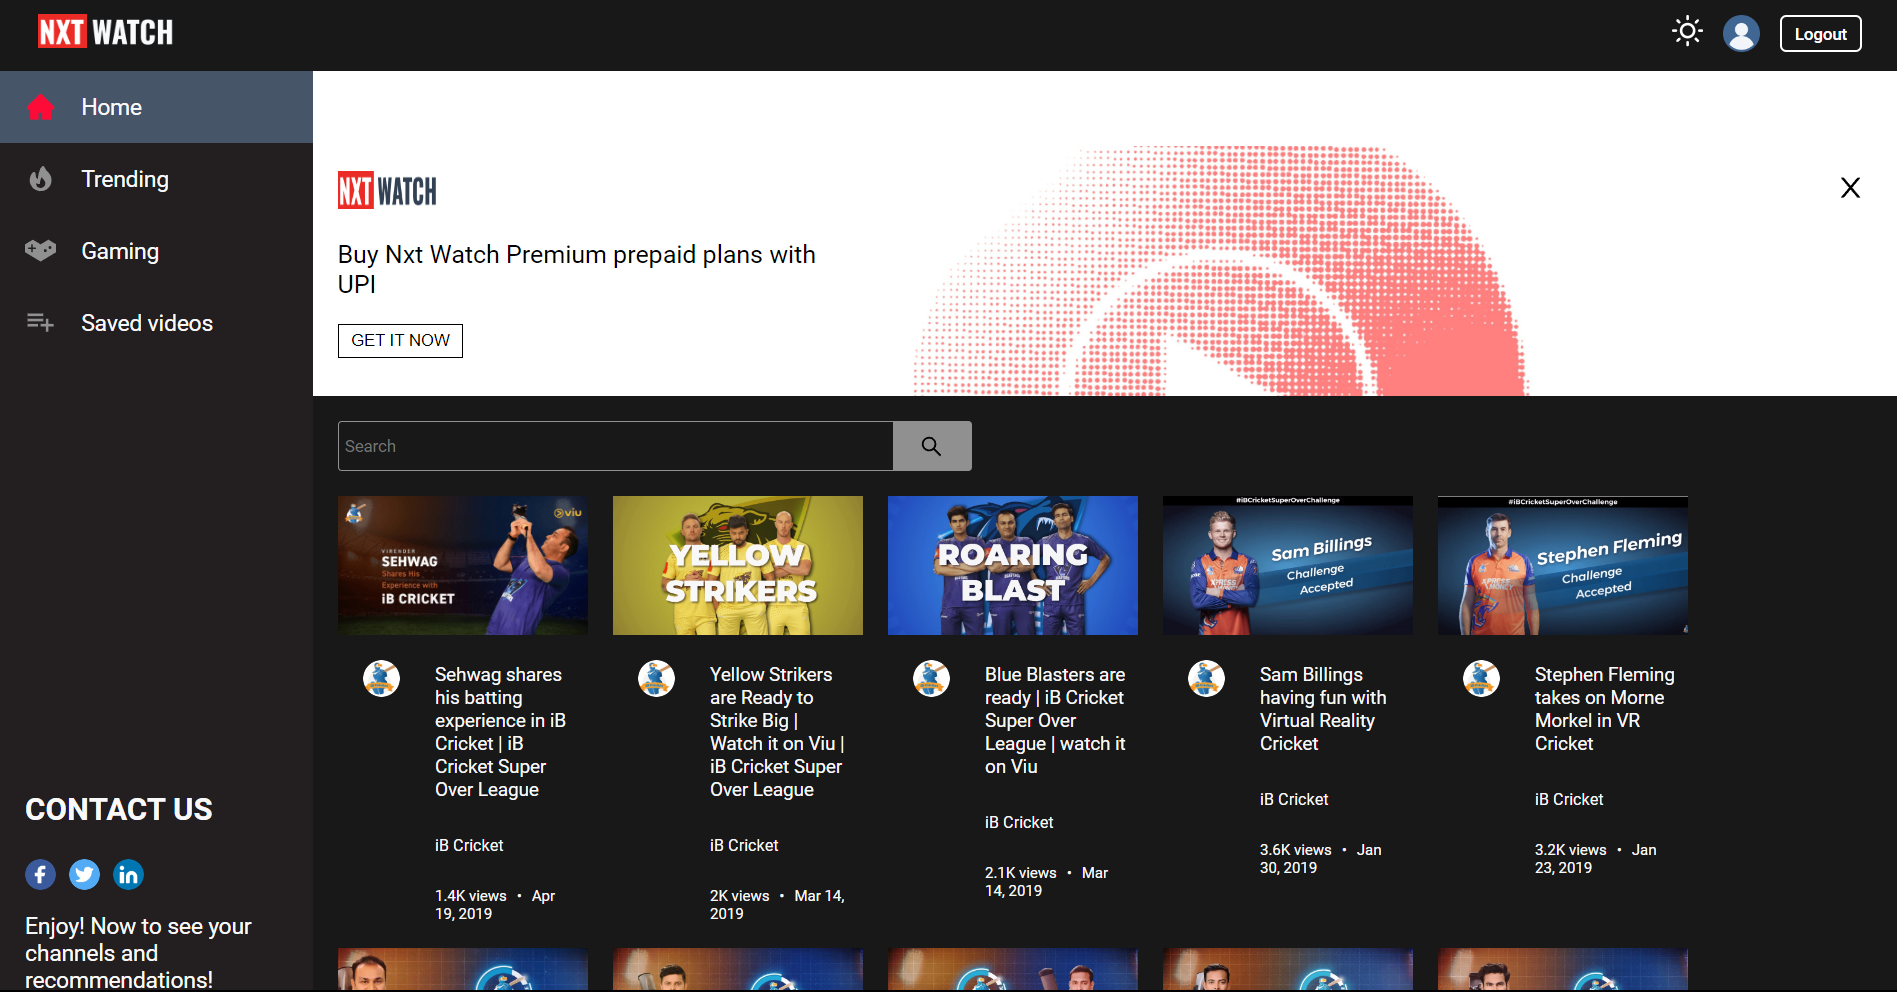 NXT WATCH
Logout
Home
Trending
Gaming
Saved videos
CONTACT US
Enjoy! Now to see your
channels and
recommendations!
NXT WATCH
X
Buy Nxt Watch Premium prepaid plans with
UPI
GET IT NOW
Search
viu
VIRENDER
SEHWAG
Shares His
Experience with
iB CRICKET
Sehwag shares
his batting
experience in iB
Cricket | iB
Cricket Super
Over League
iB Cricket
1.4K views • Apr
19, 2019
YELLOW
STRIKERS
Yellow Strikers
are Ready to
Strike Big |
Watch it on Viu |
iB Cricket Super
Over League
iB Cricket
2K views • Mar 14,
2019
ROARING
BLAST
Blue Blasters are
ready | iB Cricket
Super Over
League | watch it
on Viu
iB Cricket
2.1K views • Mar
14, 2019
#iBCricketSuperOverChallenge
Sam Billings
Challenge
Accepted
XPRESS
MONEY
Sam Billings
having fun with
Virtual Reality
Cricket
iB Cricket
3.6K views • Jan
30, 2019
#iBCricketSuperOverChallenge
Stephen Fleming
Challenge
Accepted
XPRESS
MONEY
Stephen Fleming
takes on Morne
Morkel in VR
Cricket
iB Cricket
3.2K views • Jan
23, 2019